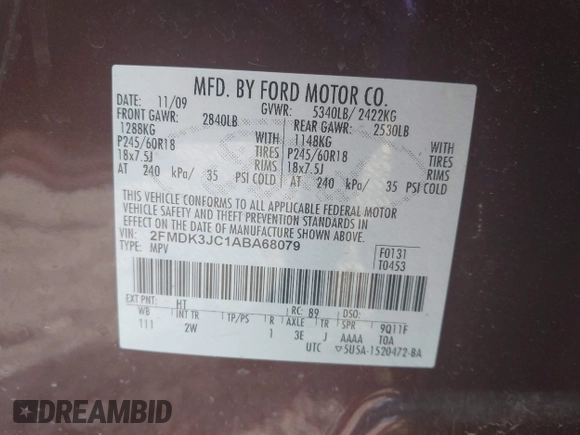 MFD. BY FORD MOTOR CO.
DATE: 11/09 GVWR: 5340LB/ 2422KG
FRONT GAWR: 2840LB REAR GAWR: 2530LB
1288KG WITH 1148KG WITH
P245/60R18 TIRES P245/60R18 TIRES
18x7.5J RIMS 18x7.5J RIMS
AT 240 kPa/ 35 PSI COLD AT 240 kPa/ 35 PSI COLD
THIS VEHICLE CONFORMS TO ALL APPLICABLE FEDERAL MOTOR
VEHICLE SAFETY AND BUMPER AND THEFT PREVENTION STANDARDS
IN EFFECT ON THE DATE OF MANUFACTURE SHOWN ABOVE.
VIN: 2FMDK3JC1ABA68079 F0131
TYPE: MPV T0453
EXT PNT: HT RC: 89 DSO:
WB INT TR TP/PS R AXLE TR SPR 9Q11F
111 2W 1 3E J AAAA T0A
UTC ▽5U5A-1520472-BA
DREAMBID